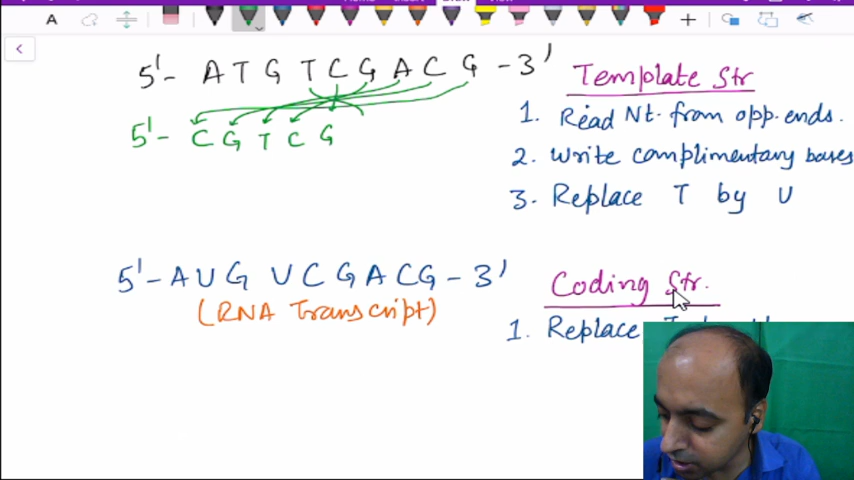 A
5'- A T G T C G A C G - 3'
Template Str
1. Read Nt. from opp. ends.
5'- C G T C G
2. Write complimentary bases
3. Replace T by U
5'- A U G U C G A C G - 3'
Coding Str.
(RNA Transcript)
1. Replace